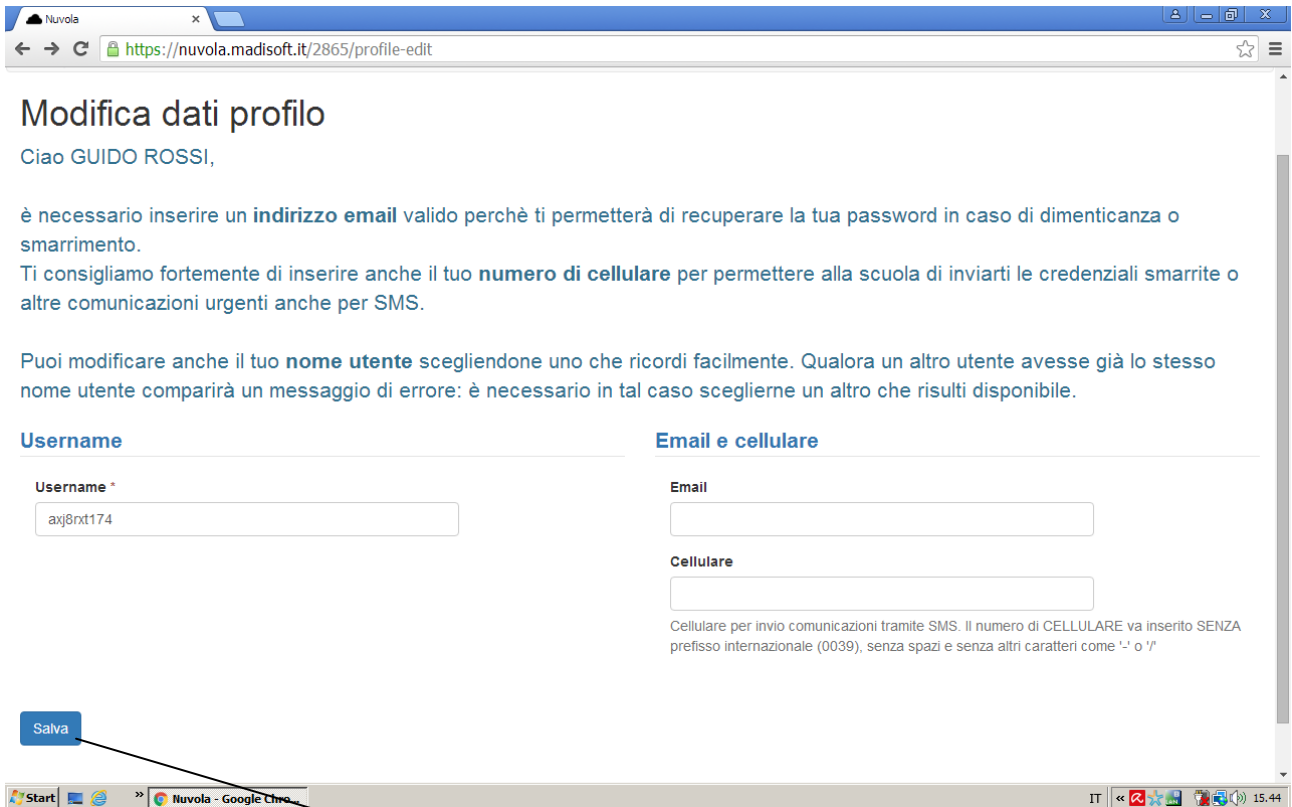 Nuvola
https://nuvola.madisoft.it/2865/profile-edit
Modifica dati profilo
Ciao GUIDO ROSSI,
è necessario inserire un indirizzo email valido perchè ti permetterà di recuperare la tua password in caso di dimenticanza o
smarrimento.
Ti consigliamo fortemente di inserire anche il tuo numero di cellulare per permettere alla scuola di inviarti le credenziali smarrite o
altre comunicazioni urgenti anche per SMS.
Puoi modificare anche il tuo nome utente scegliendone uno che ricordi facilmente. Qualora un altro utente avesse già lo stesso
nome utente comparirà un messaggio di errore: è necessario in tal caso sceglierne un altro che risulti disponibile.
Username
Username *
axj8rxt174
Email e cellulare
Email
Cellulare
Cellulare per invio comunicazioni tramite SMS. Il numero di CELLULARE va inserito SENZA
prefisso internazionale (0039), senza spazi e senza altri caratteri come '-' o '/'
Salva
Start » Nuvola - Google Chro... IT « 15.44